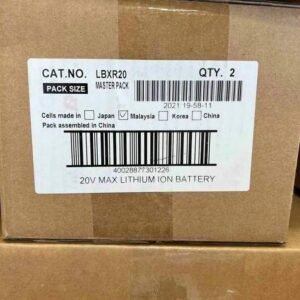 CAT.NO. LBXR20 QTY. 2
PACK SIZE MASTER PACK
2021 19-58-11
Cells made in Japan Malaysia Korea China
Pack assembled in China
40028877301226
20V MAX LITHIUM ION BATTERY